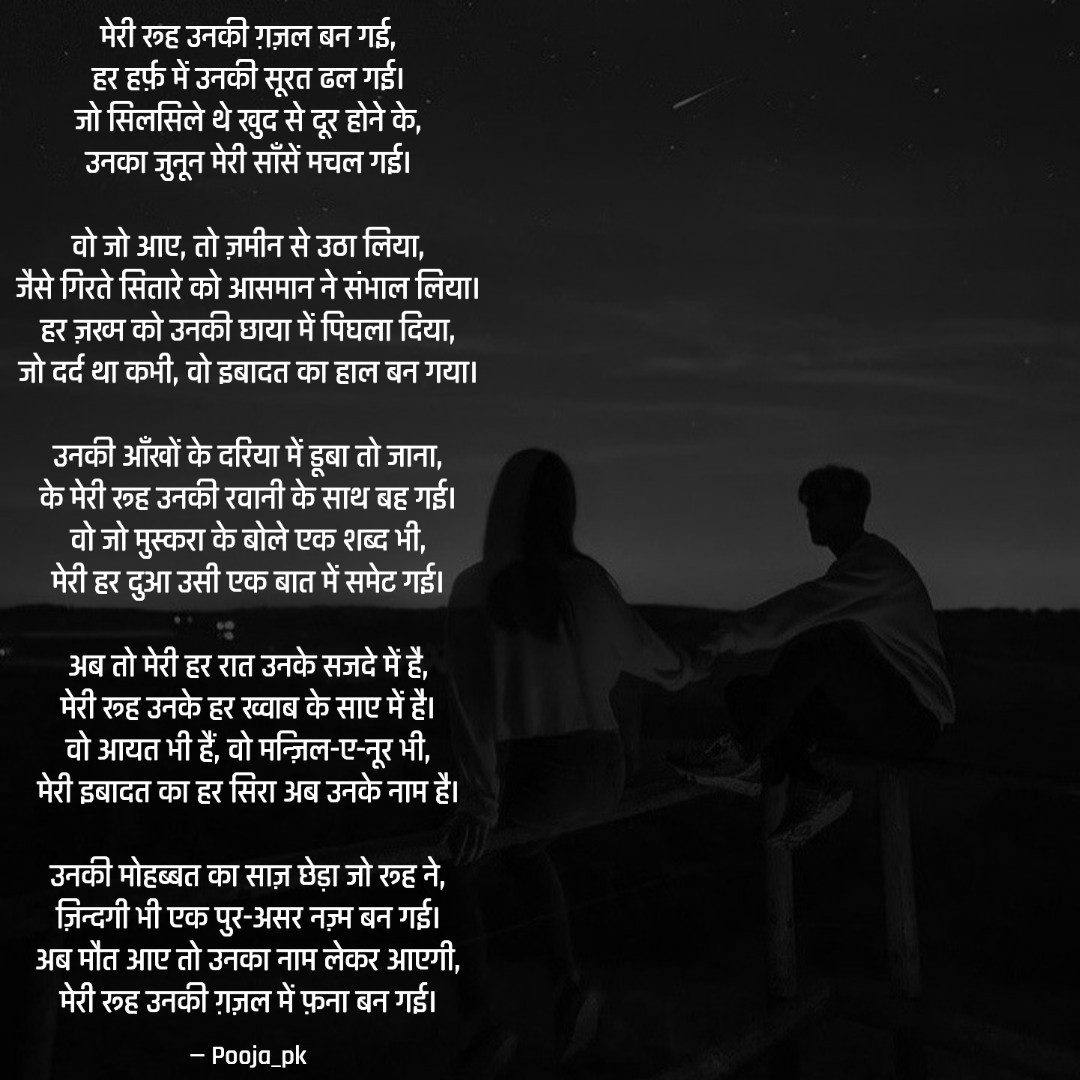 मेरी रूह उनकी ग़ज़ल बन गई,
हर हर्फ़ में उनकी सूरत ढल गई।
जो सिलसिले थे खुद से दूर होने के,
उनका जुनून मेरी साँसें मचल गई।
वो जो आए, तो ज़मीन से उठा लिया,
जैसे गिरते सितारे को आसमान ने संभाल लिया।
हर ज़ख्म को उनकी छाया में पिघला दिया,
जो दर्द था कभी, वो इबादत का हाल बन गया।
उनकी आँखों के दरिया में डूबा तो जाना,
के मेरी रूह उनकी रवानी के साथ बह गई।
वो जो मुस्करा के बोले एक शब्द भी,
मेरी हर दुआ उसी एक बात में समेट गई।
अब तो मेरी हर रात उनके सजदे में है,
मेरी रूह उनके हर ख्वाब के साए में है।
वो आयत भी हैं, वो मन्ज़िल-ए-नूर भी,
मेरी इबादत का हर सिरा अब उनके नाम है।
उनकी मोहब्बत का साज़ छेड़ा जो रूह ने,
ज़िन्दगी भी एक पुर-असर नज़्म बन गई।
अब मौत आए तो उनका नाम लेकर आएगी,
मेरी रूह उनकी ग़ज़ल में फ़ना बन गई।
– Pooja_pk